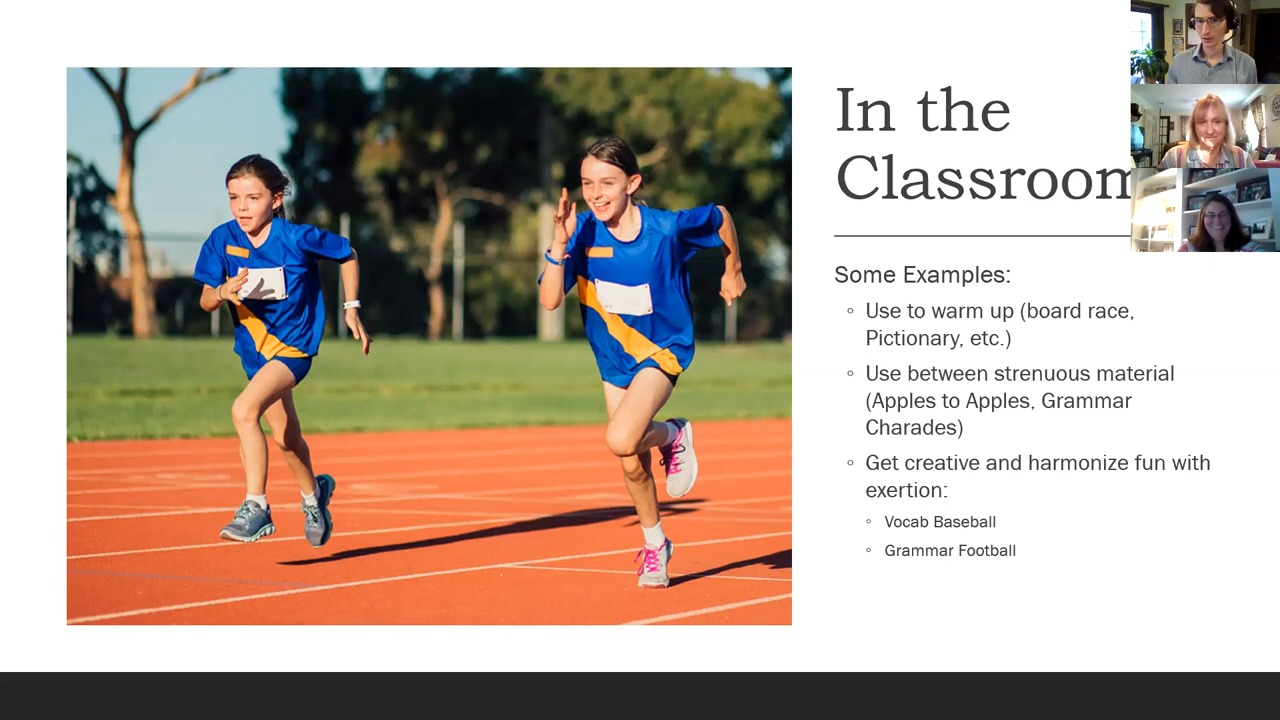 In the
Classroom
Some Examples:
◦ Use to warm up (board race,
Pictionary, etc.)
◦ Use between strenuous material
(Apples to Apples, Grammar
Charades)
◦ Get creative and harmonize fun with
exertion:
◦ Vocab Baseball
◦ Grammar Football